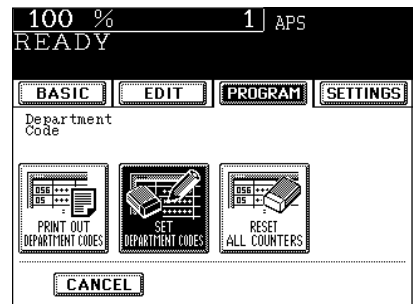 100 % 1 APS
READY
BASIC EDIT PROGRAM SETTINGS
Department
Code
PRINT OUT
DEPARTMENT CODES
SET
DEPARTMENT CODES
RESET
ALL COUNTERS
CANCEL